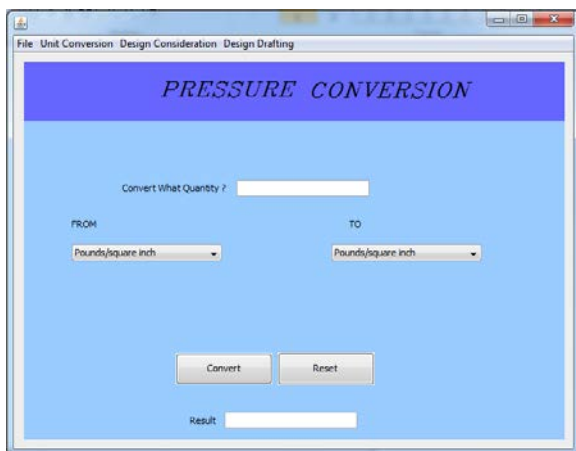 File Unit Conversion Design Consideration Design Drafting
PRESSURE CONVERSION
Convert What Quantity ?
FROM TO
Pounds/square inch Pounds/square inch
Convert Reset
Result